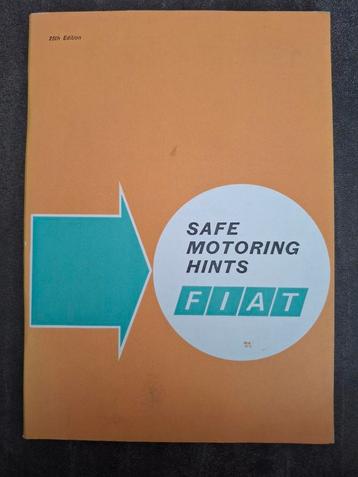 25th Edition
SAFE
MOTORING
HINTS
FIAT